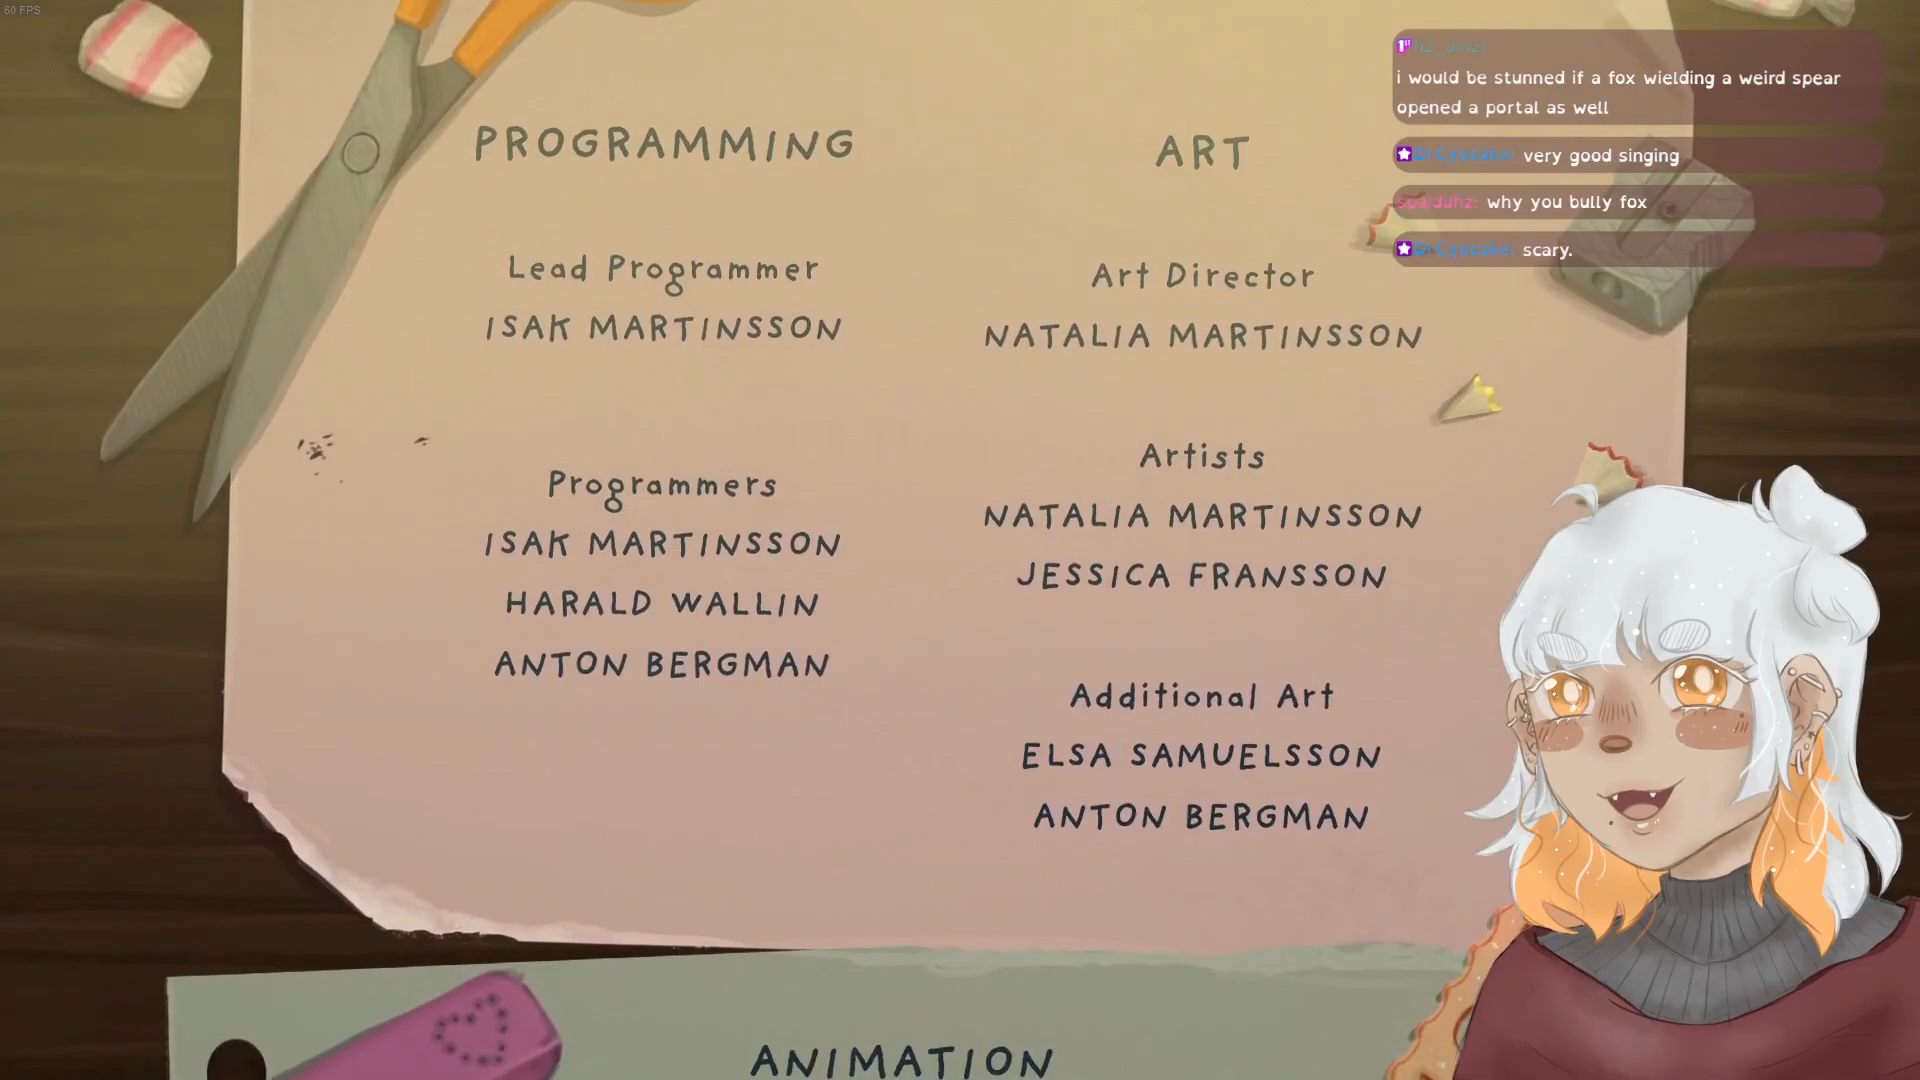 60 FPS
PROGRAMMING
Lead Programmer
ISAK MARTINSSON
Programmers
ISAK MARTINSSON
HARALD WALLIN
ANTON BERGMAN
ART
Art Director
NATALIA MARTINSSON
Artists
NATALIA MARTINSSON
JESSICA FRANSSON
Additional Art
ELSA SAMUELSSON
ANTON BERGMAN
ANIMATION
i would be stunned if a fox wielding a weird spear
opened a portal as well
very good singing
why you bully fox
scary.